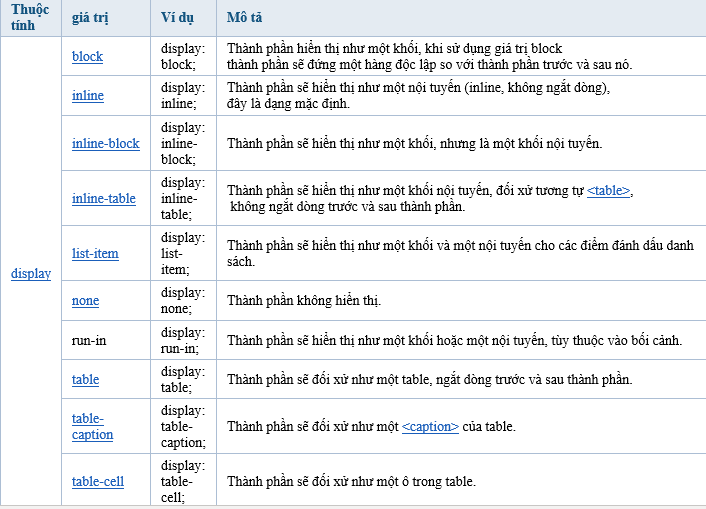 Thuộc tính
giá trị
Ví dụ
Mô tả
display
block
display: block;
Thành phần hiển thị như một khối, khi sử dụng giá trị block
thành phần sẽ đứng một hàng độc lập so với thành phần trước và sau nó.
inline
display: inline;
Thành phần sẽ hiển thị như một nội tuyến (inline, không ngắt dòng),
đây là dạng mặc định.
inline-block
display: inline-block;
Thành phần sẽ hiển thị như một khối, nhưng là một khối nội tuyến.
inline-table
display: inline-table;
Thành phần sẽ hiển thị như một khối nội tuyến, đối xử tương tự <table>,
không ngắt dòng trước và sau thành phần.
list-item
display: list-item;
Thành phần sẽ hiển thị như một khối và một nội tuyến cho các điểm đánh dấu danh
sách.
none
display: none;
Thành phần không hiển thị.
run-in
display: run-in;
Thành phần sẽ hiển thị như một khối hoặc một nội tuyến, tùy thuộc vào bối cảnh.
table
display: table;
Thành phần sẽ đối xử như một table, ngắt dòng trước và sau thành phần.
table-caption
display: table-caption;
Thành phần sẽ đối xử như một <caption> của table.
table-cell
display: table-cell;
Thành phần sẽ đối xử như một ô trong table.